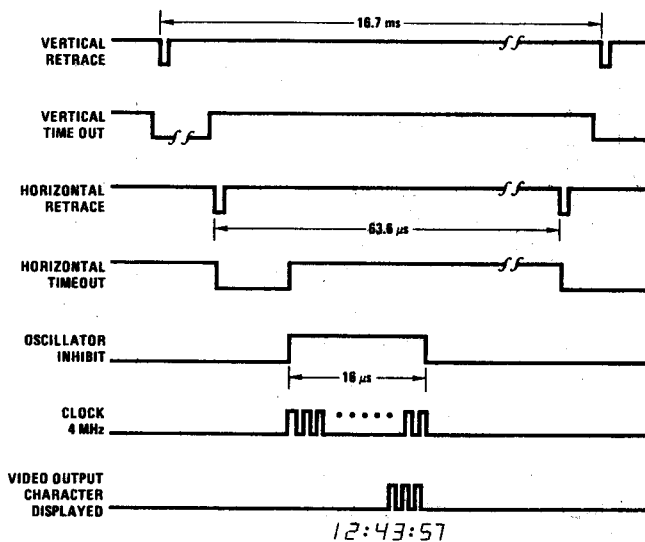 16.7 ms
VERTICAL
RETRACE
VERTICAL
TIME OUT
HORIZONTAL
RETRACE
63.6 µs
HORIZONTAL
TIMEOUT
OSCILLATOR
INHIBIT
16 µs
CLOCK
4 MHz
VIDEO OUTPUT
CHARACTER
DISPLAYED
12:43:57